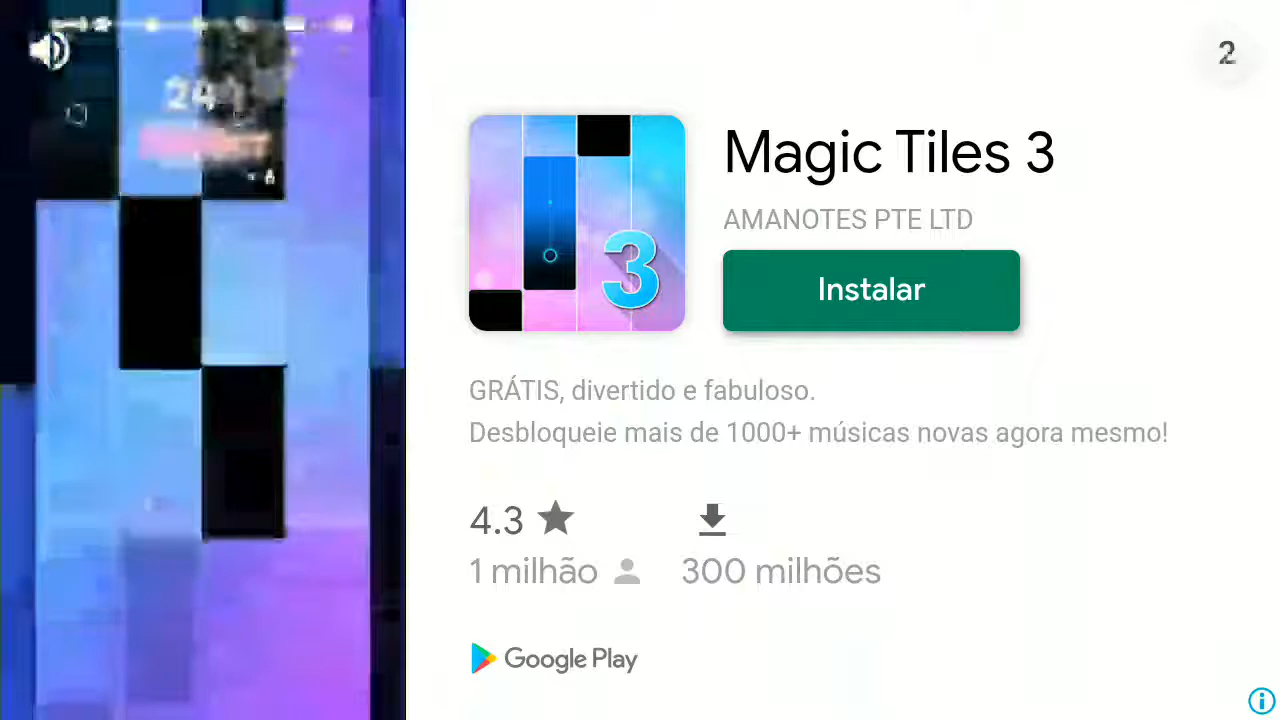 2
Magic Tiles 3
AMANOTES PTE LTD
Instalar
3
GRÁTIS, divertido e fabuloso.
Desbloqueie mais de 1000+ músicas novas agora mesmo!
4.3
1 milhão 300 milhões
Google Play